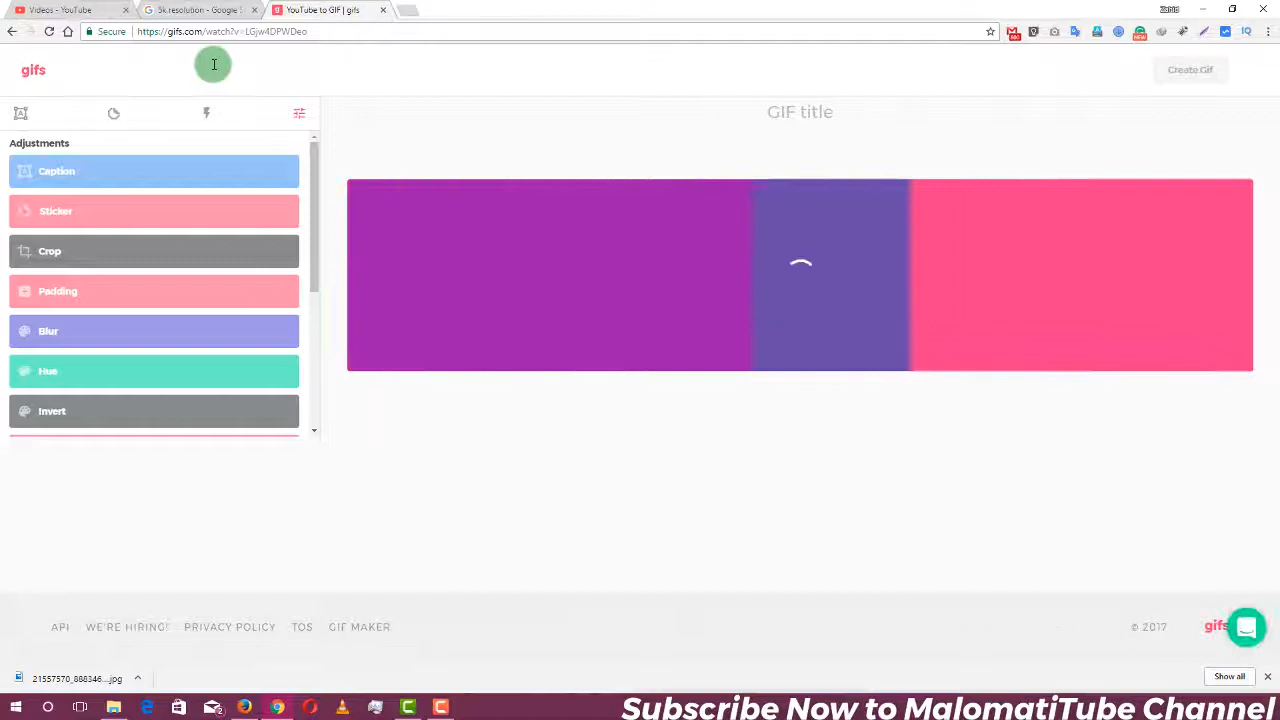 Videos - YouTube
5k resolution - Google S
YouTube to GIF | gifs
Secure
https://gifs.com/watch?v=LGjw4DPWDeo
gifs
Create Gif
GIF title
Adjustments
Caption
Sticker
Crop
Padding
Blur
Hue
Invert
API
WE'RE HIRING!
PRIVACY POLICY
TOS
GIF MAKER
© 2017
gifs
21557570_888346....jpg
Show all
Subscribe Now to MalomatiTube Channel